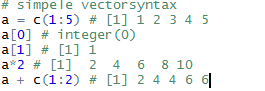 # simpele vectorsyntax
a = c(1:5) # [1] 1 2 3 4 5
a[0] # integer(0)
a[1] # [1] 1
a*2 # [1]  2  4  6  8 10
a + c(1:2) # [1] 2 4 4 6 6